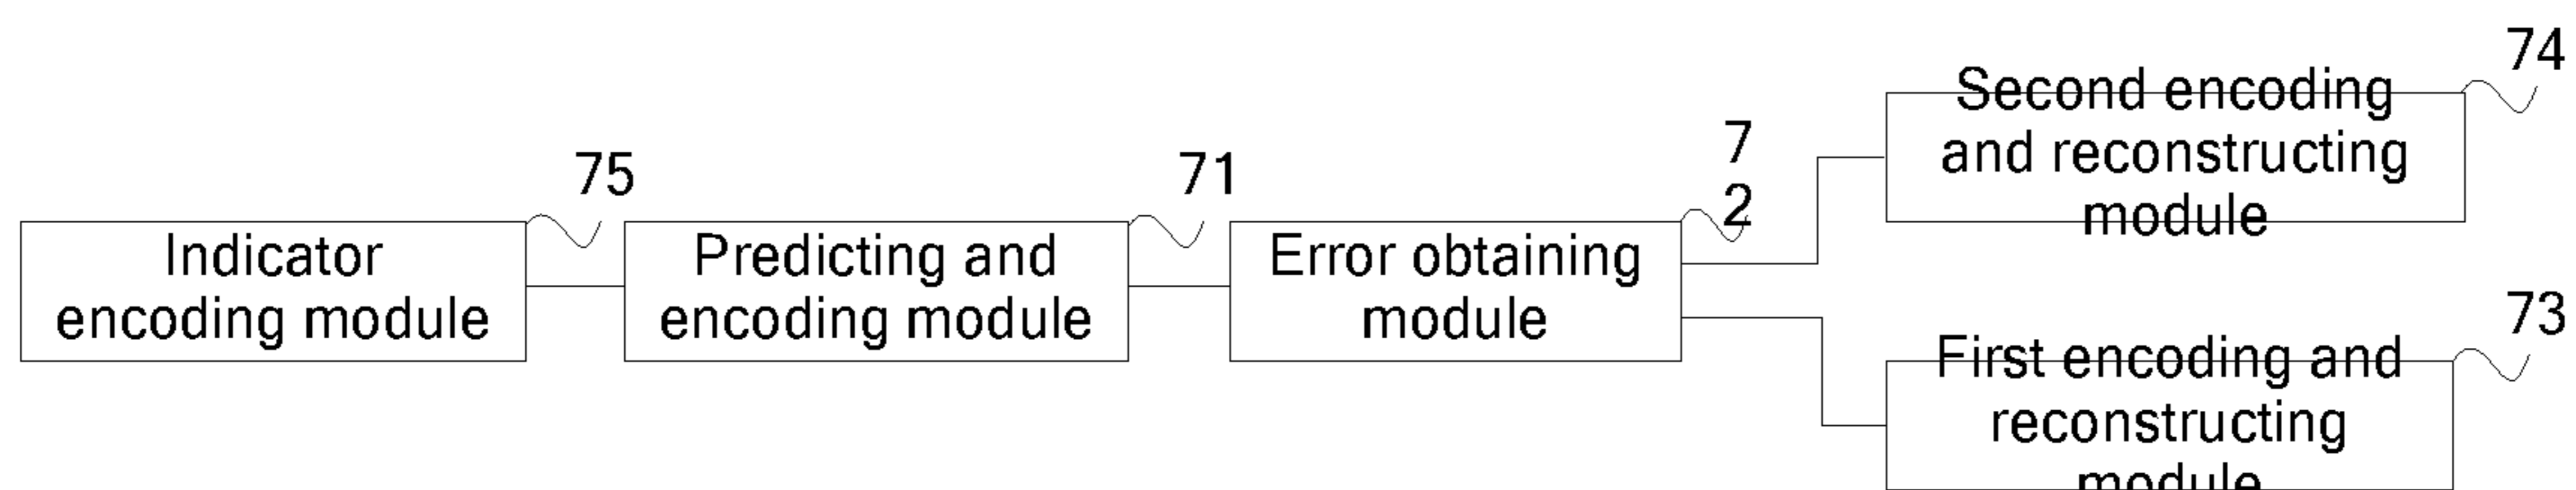 75
Indicator
encoding module
71
Predicting and
encoding module
7
2
Error obtaining
module
74
Second encoding
and reconstructing
module
73
First encoding and
reconstructing
module